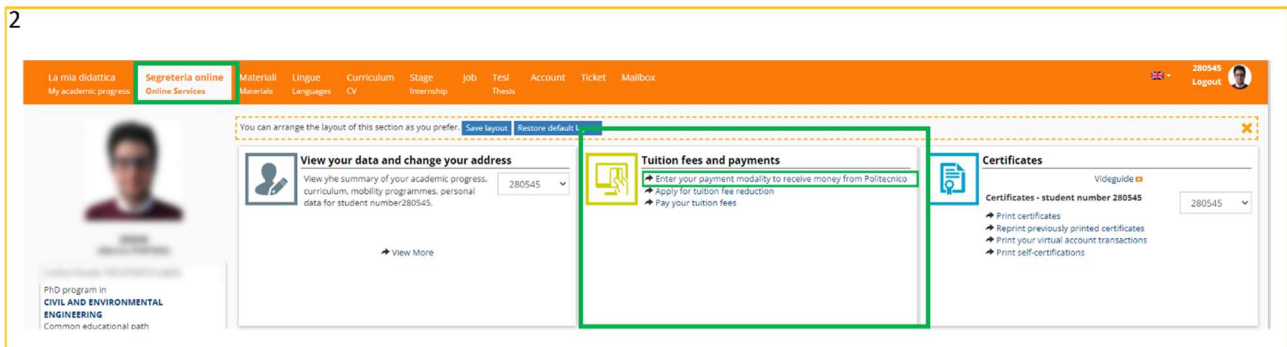 2
La mia didattica
My academic progress
Segreteria online
Online Services
Materiali
Materials
Lingue
Languages
Curriculum
CV
Stage
Internship
Job
Tesi
Thesis
Account
Ticket
Mailbox
280545
Logout
You can arrange the layout of this section as you prefer. Save layout Restore default
View your data and change your address
View yhe summary of your academic progress,
curriculum, mobility programmes, personal
data for student number280545.
280545
View More
Tuition fees and payments
Enter your payment modality to receive money from Politecnico
Apply for tuition fee reduction
Pay your tuition fees
Certificates
Videguide
Certificates - student number 280545
280545
Print certificates
Reprint previously printed certificates
Print your virtual account transactions
Print self-certifications
PhD program in
CIVIL AND ENVIRONMENTAL
ENGINEERING
Common educational path